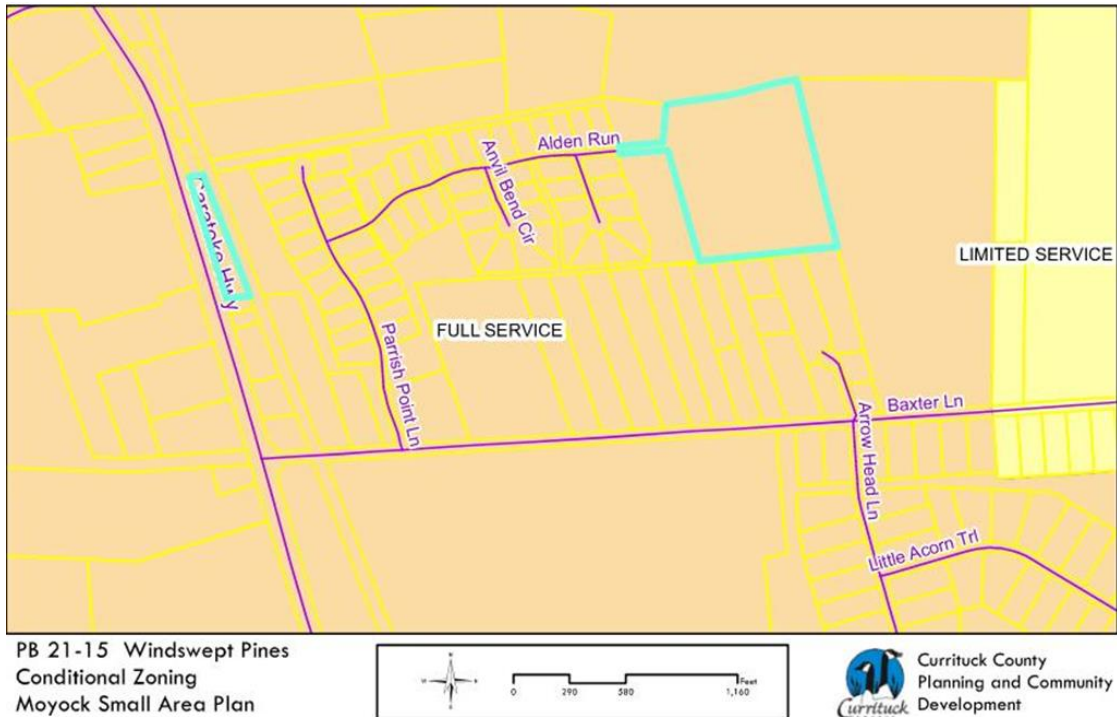 Alden Run
Anvil Bend Cir
Caratoke Hwy
LIMITED SERVICE
FULL SERVICE
Parrish Point Ln
Baxter Ln
Arrow Head Ln
Little Acorn Trl
PB 21-15 Windswept Pines
Conditional Zoning
Moyock Small Area Plan
W E
0 290 580 1,160 Feet
Currituck
Currituck County
Planning and Community
Development